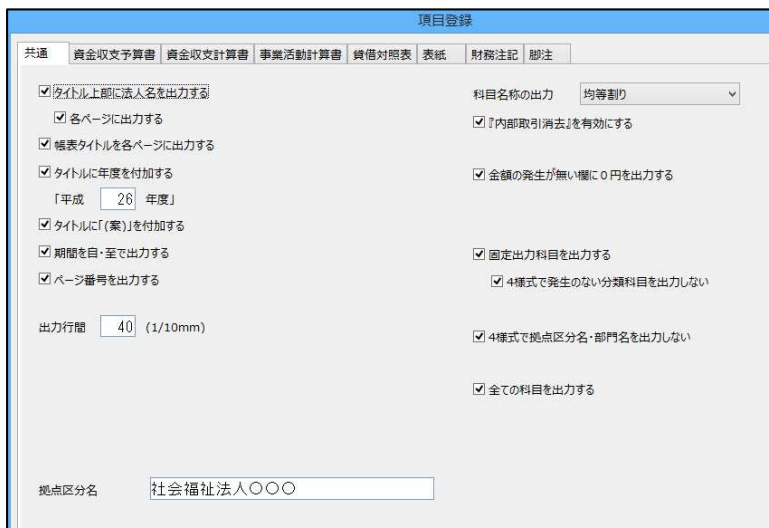 項目登録
共通 資金収支予算書 資金収支計算書 事業活動計算書 貸借対照表 表紙 財務注記 脚注
タイトル上部に法人名を出力する
各ページに出力する
帳表タイトルを各ページに出力する
タイトルに年度を付加する
「平成 26 年度」
タイトルに「(案)」を付加する
期間を自・至で出力する
ページ番号を出力する
出力行間 40 (1/10mm)
科目名称の出力 均等割り
『内部取引消去』を有効にする
金額の発生が無い欄に0円を出力する
固定出力科目を出力する
4様式で発生のない分類科目を出力しない
4様式で拠点区分名・部門名を出力しない
全ての科目を出力する
拠点区分名 社会福祉法人〇〇〇